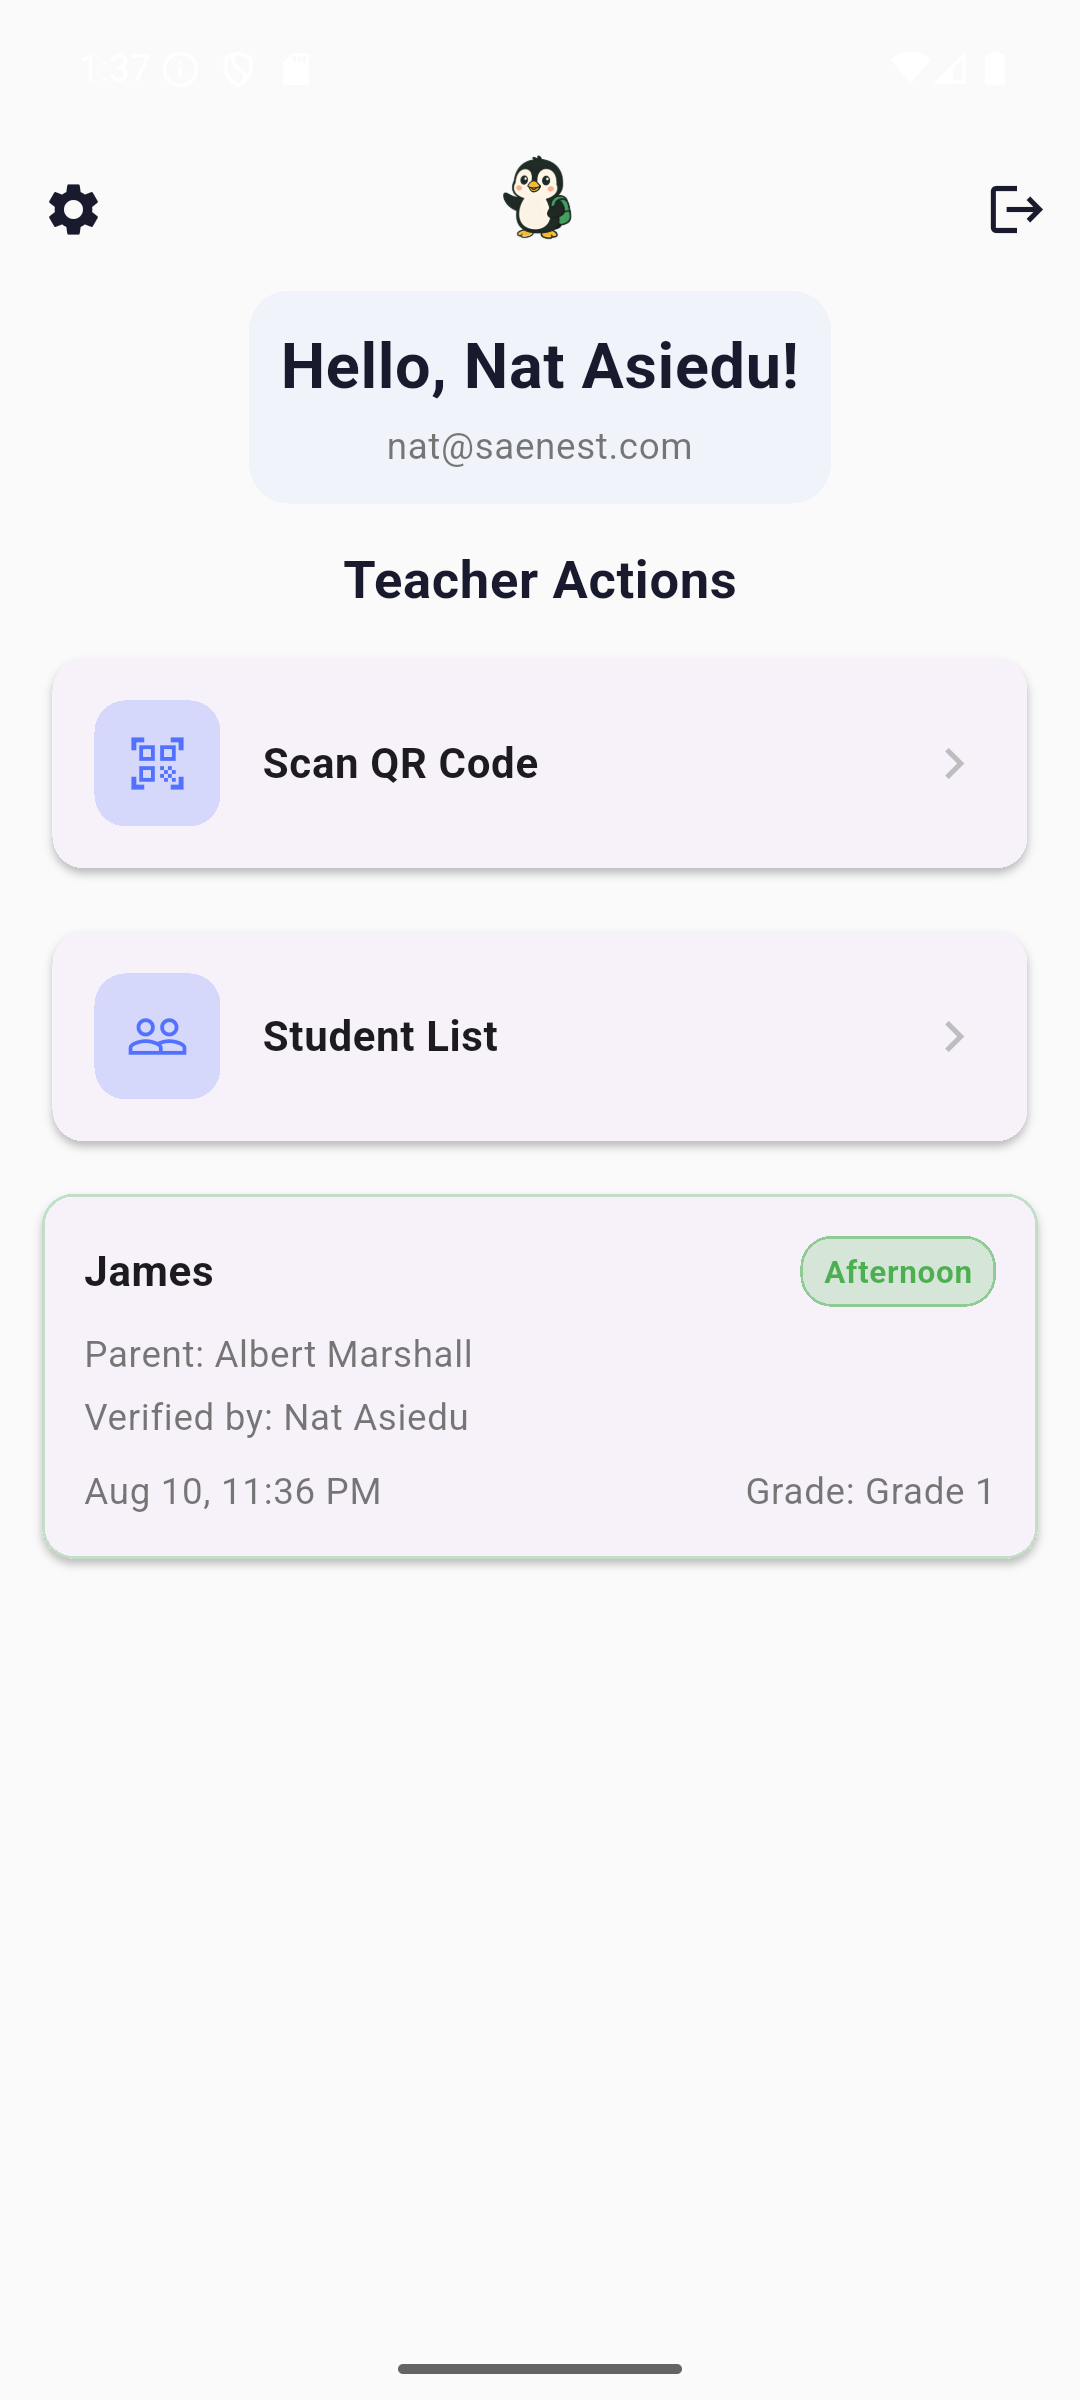 1:37
Hello, Nat Asiedu!
nat@saenest.com
Teacher Actions
Scan QR Code
Student List
James
Afternoon
Parent: Albert Marshall
Verified by: Nat Asiedu
Aug 10, 11:36 PM
Grade: Grade 1